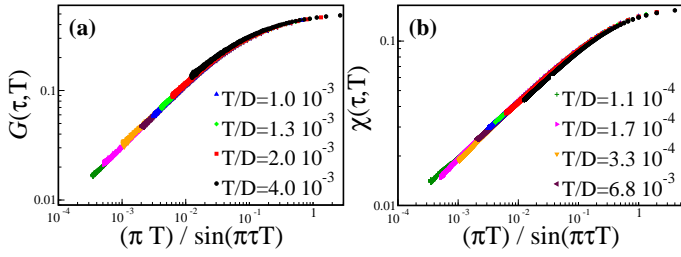 (a)
G(τ,T)
0.1
0.01
T/D=1.0 10^-3
T/D=1.3 10^-3
T/D=2.0 10^-3
T/D=4.0 10^-3
10^-4 10^-3 10^-2 10^-1 1
(π T) / sin(πτT)
(b)
χ(τ,T)
0.1
0.01
T/D=1.1 10^-4
T/D=1.7 10^-4
T/D=3.3 10^-4
T/D=6.8 10^-3
10^-4 10^-3 10^-2 10^-1 1
(πT) / sin(πτT)